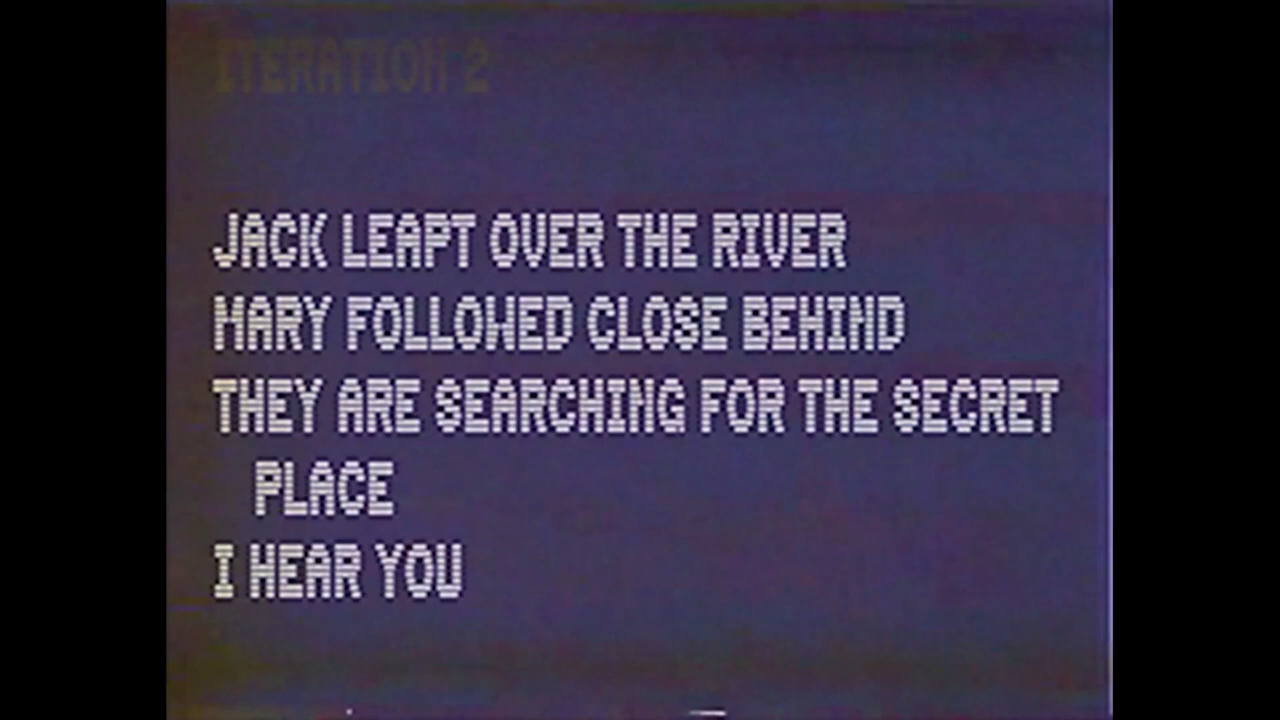 ITERATION 2
JACK LEAPT OVER THE RIVER
MARY FOLLOWED CLOSE BEHIND
THEY ARE SEARCHING FOR THE SECRET
PLACE
I HEAR YOU